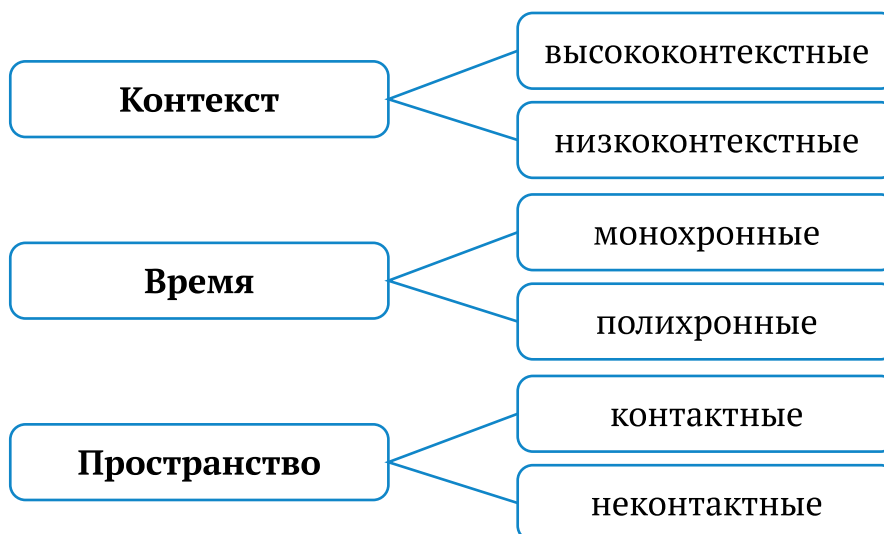 Контекст
высококонтекстные
низкоконтекстные
Время
монохронные
полихронные
Пространство
контактные
неконтактные